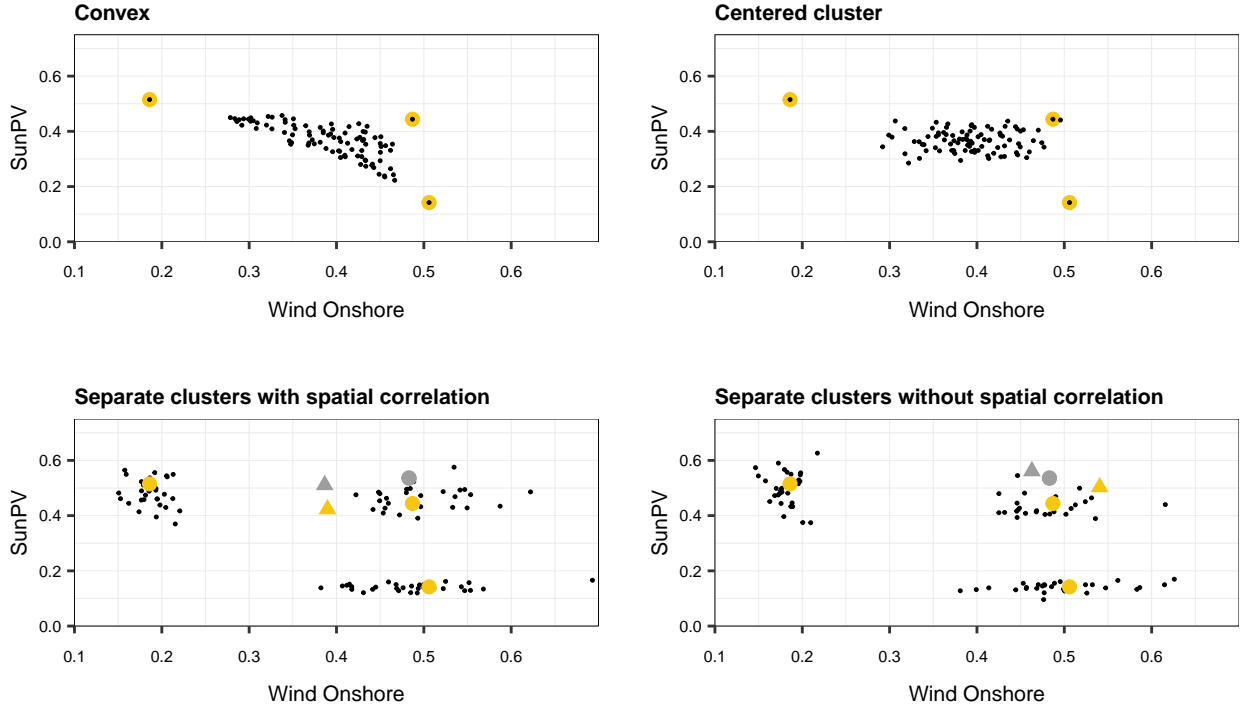 Convex
SunPV
0.6
0.4
0.2
0.0
0.1 0.2 0.3 0.4 0.5 0.6
Wind Onshore
Centered cluster
SunPV
0.6
0.4
0.2
0.0
0.1 0.2 0.3 0.4 0.5 0.6
Wind Onshore
Separate clusters with spatial correlation
SunPV
0.6
0.4
0.2
0.0
0.1 0.2 0.3 0.4 0.5 0.6
Wind Onshore
Separate clusters without spatial correlation
SunPV
0.6
0.4
0.2
0.0
0.1 0.2 0.3 0.4 0.5 0.6
Wind Onshore